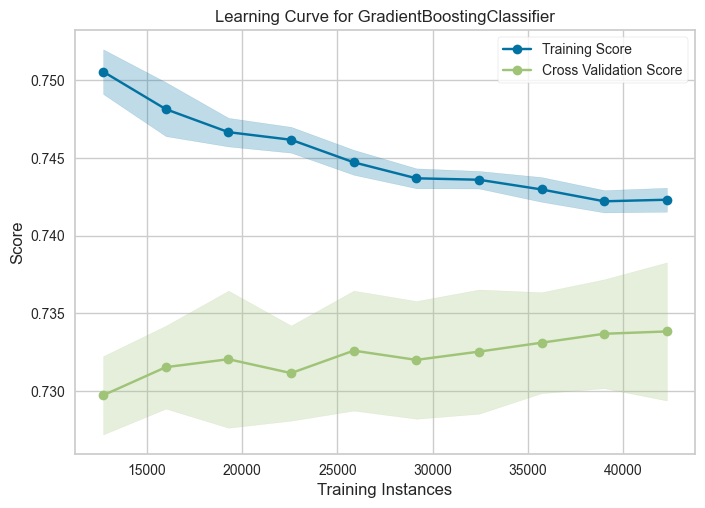 Learning Curve for GradientBoostingClassifier
Training Score
Cross Validation Score
0.750
0.745
0.740
0.735
0.730
Score
15000 20000 25000 30000 35000 40000
Training Instances